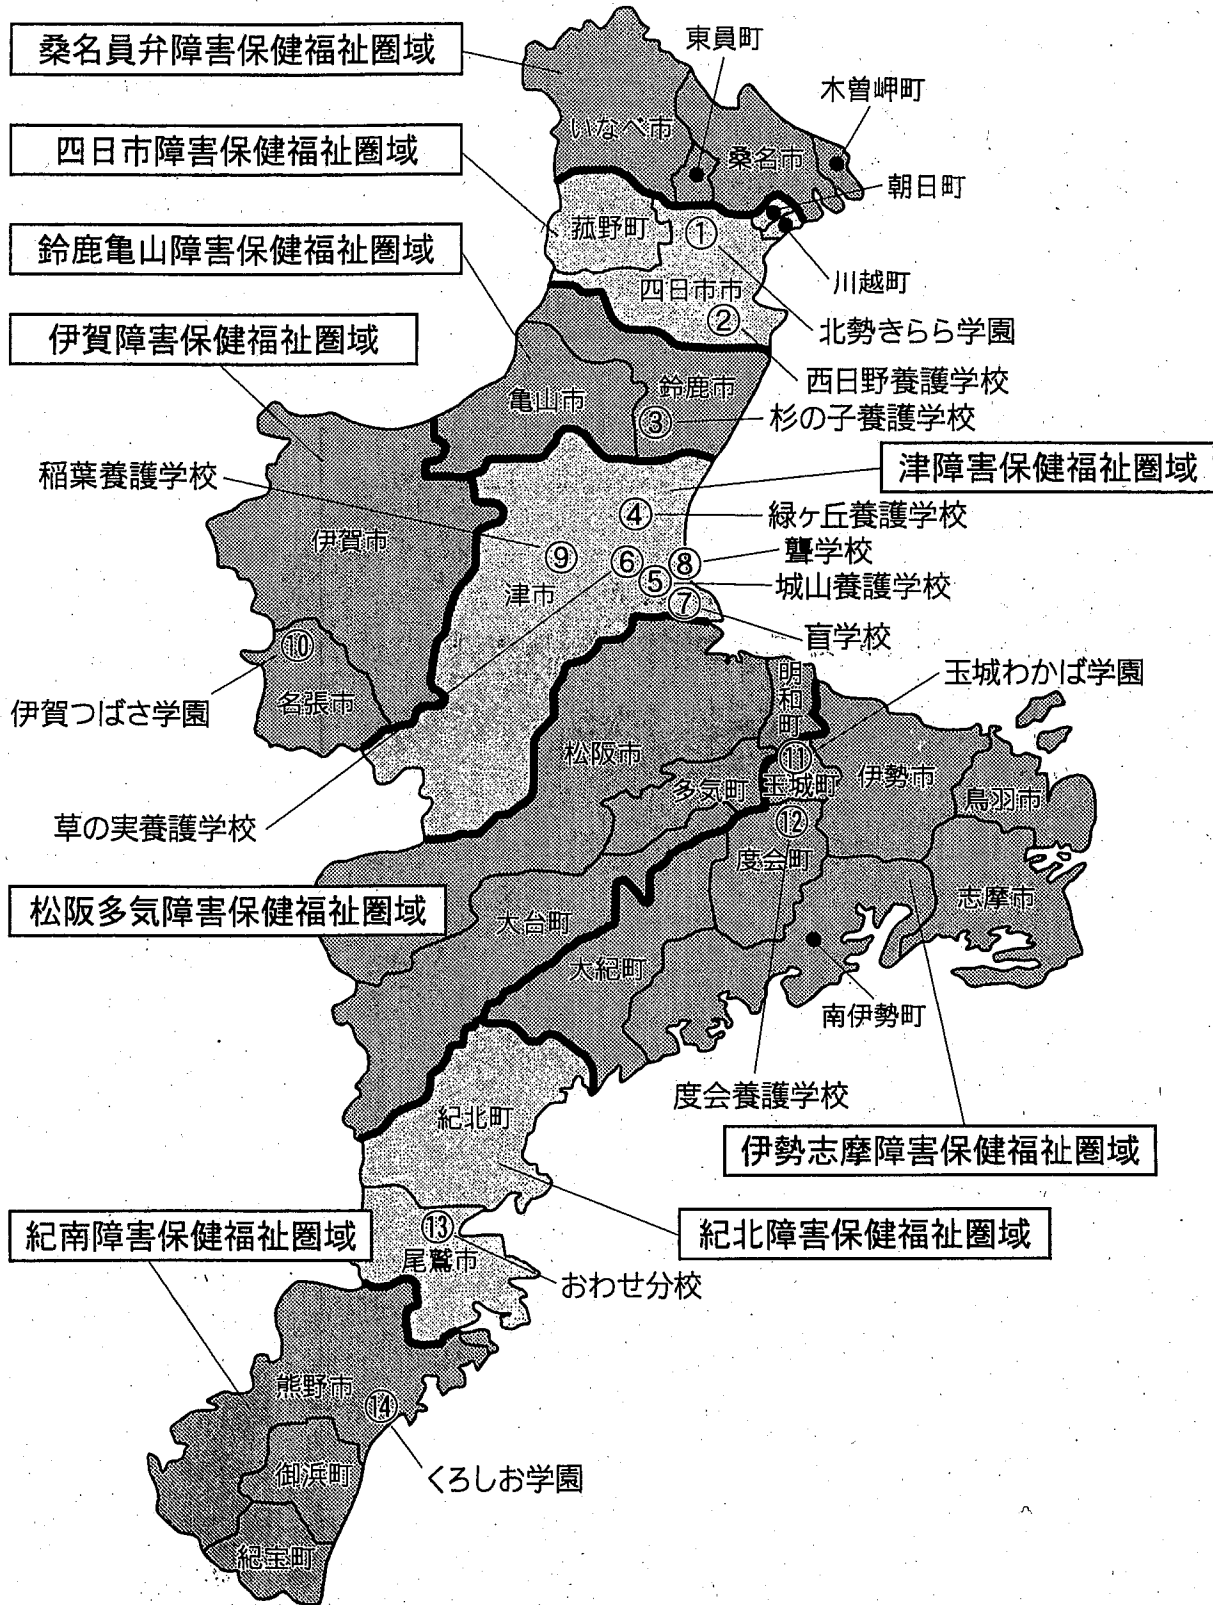 東員町
桑名員弁障害保健福祉圏域
木曽岬町
いなべ市
四日市障害保健福祉圏域
桑名市
朝日町
菰野町
①
鈴鹿亀山障害保健福祉圏域
川越町
四日市市
②
北勢きらら学園
伊賀障害保健福祉圏域
西日野養護学校
鈴鹿市
亀山市
③
杉の子養護学校
津障害保健福祉圏域
稲葉養護学校
④
緑ヶ丘養護学校
伊賀市
⑨
⑥
⑧
聾学校
⑤
城山養護学校
津市
⑦
盲学校
⑩
明和町
玉城わかば学園
伊賀つばさ学園
名張市
松阪市
⑪
伊勢市
多気町
玉城町
鳥羽市
草の実養護学校
⑫
度会町
志摩市
松阪多気障害保健福祉圏域
大台町
大紀町
南伊勢町
度会養護学校
紀北町
伊勢志摩障害保健福祉圏域
紀南障害保健福祉圏域
⑬
紀北障害保健福祉圏域
尾鷲市
おわせ分校
熊野市
⑭
御浜町
くろしお学園
紀宝町